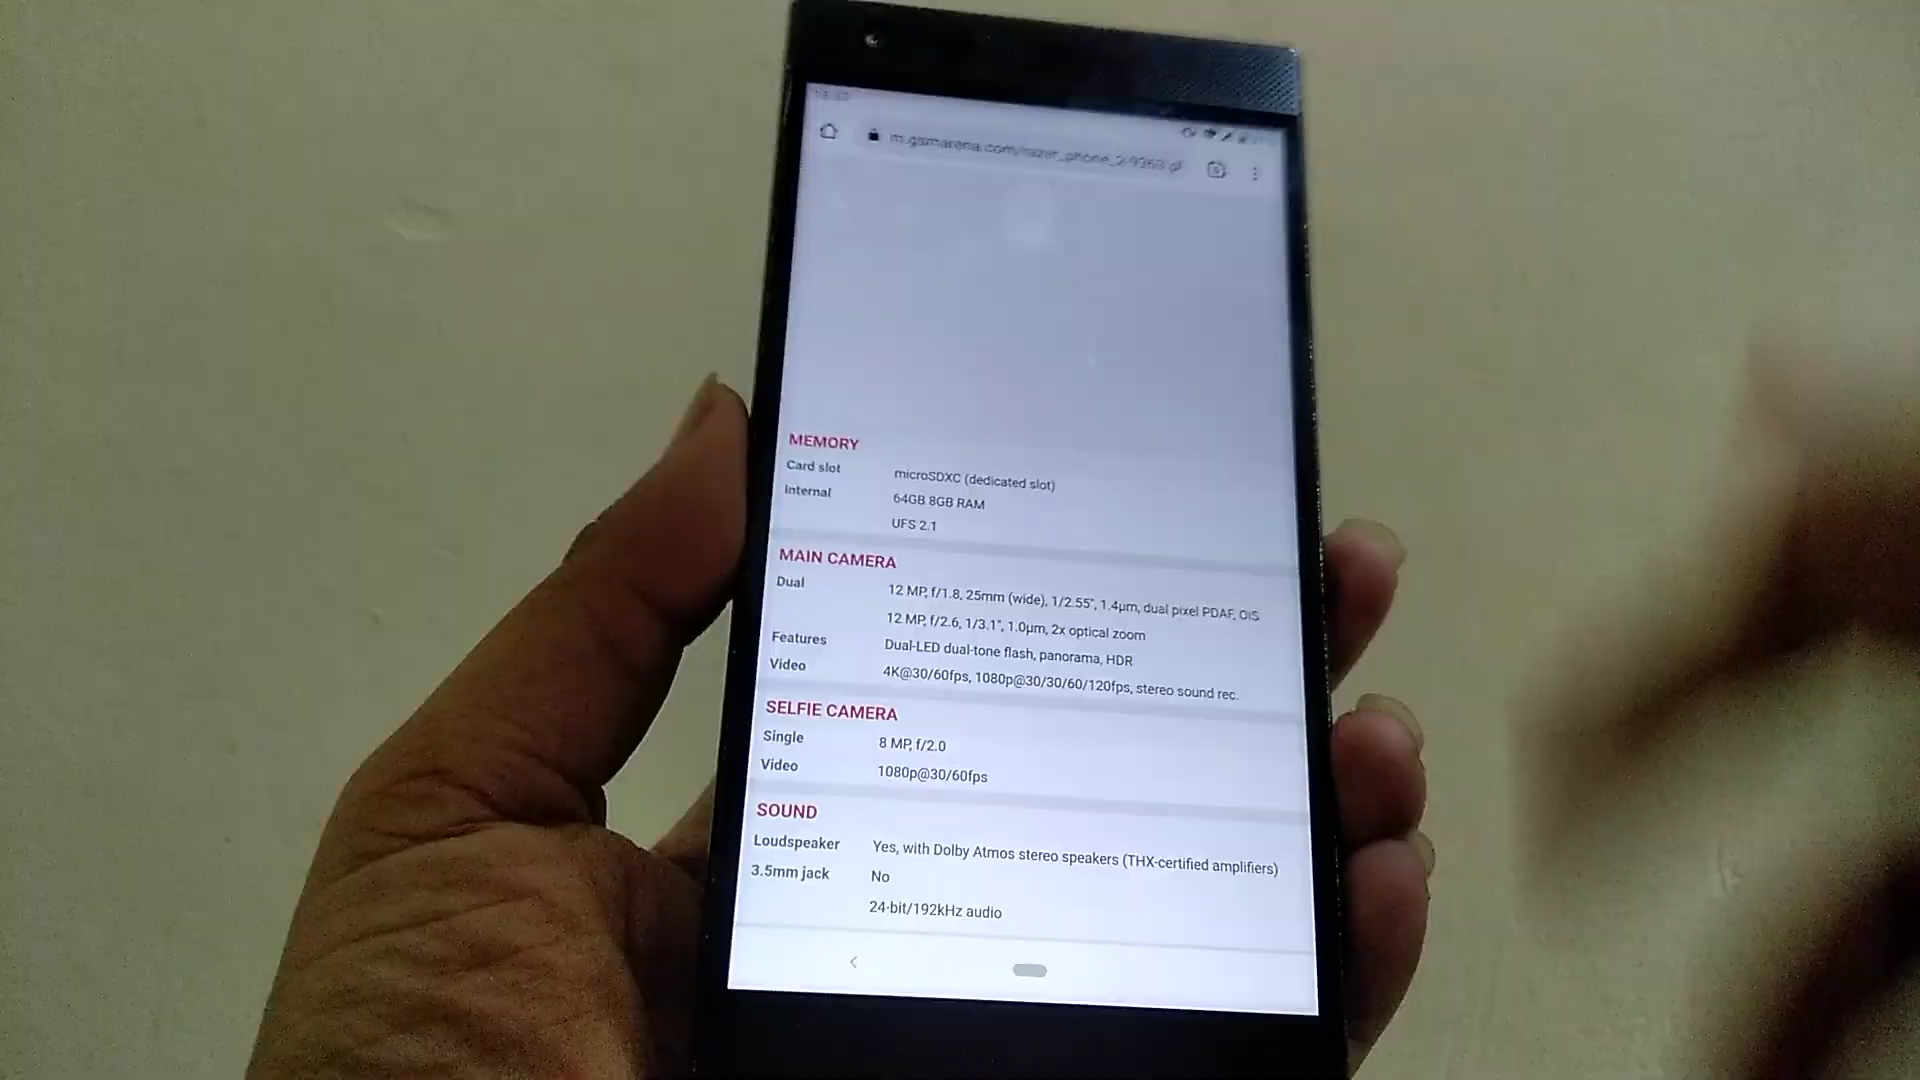 m.gsmarena.com/razer_phone_2-9363.p
MEMORY
Card slot microSDXC (dedicated slot)
Internal 64GB 8GB RAM
UFS 2.1
MAIN CAMERA
Dual 12 MP, f/1.8, 25mm (wide), 1/2.55", 1.4µm, dual pixel PDAF, OIS
12 MP, f/2.6, 1/3.1", 1.0µm, 2x optical zoom
Features Dual-LED dual-tone flash, panorama, HDR
Video 4K@30/60fps, 1080p@30/30/60/120fps, stereo sound rec.
SELFIE CAMERA
Single 8 MP, f/2.0
Video 1080p@30/60fps
SOUND
Loudspeaker Yes, with Dolby Atmos stereo speakers (THX-certified amplifiers)
3.5mm jack No
24-bit/192kHz audio